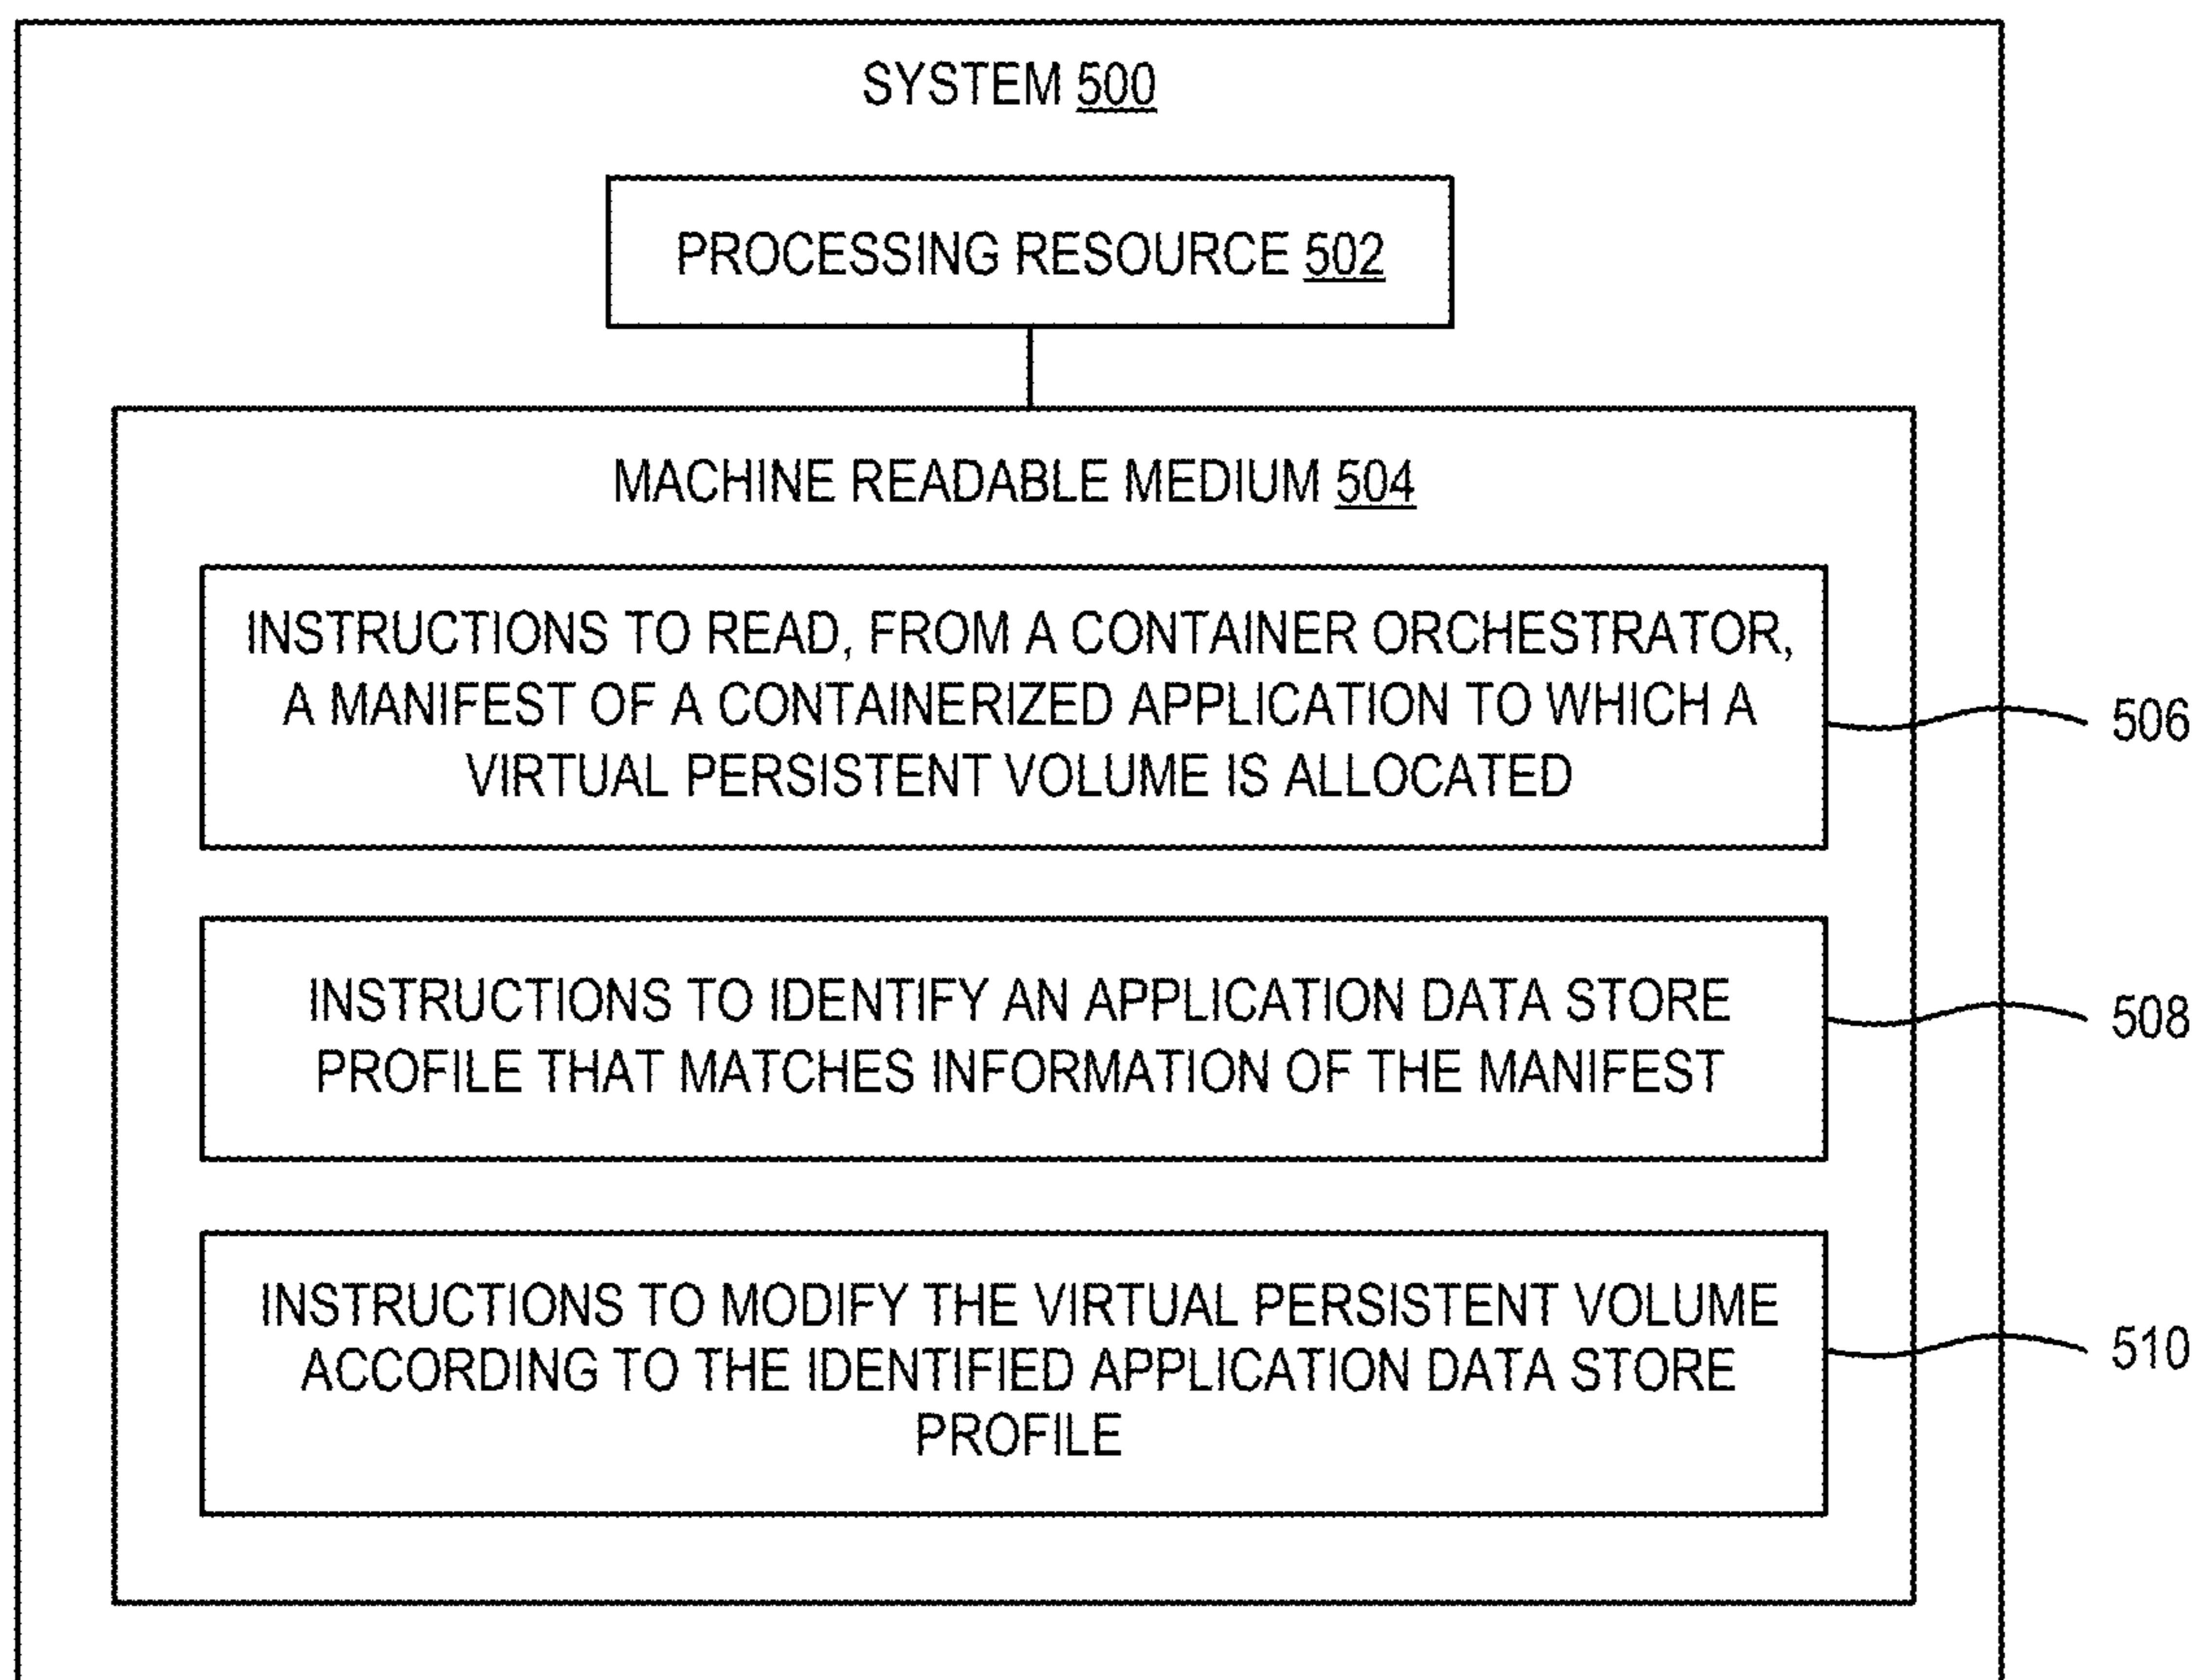 SYSTEM 500
PROCESSING RESOURCE 502
MACHINE READABLE MEDIUM 504
INSTRUCTIONS TO READ, FROM A CONTAINER ORCHESTRATOR,
A MANIFEST OF A CONTAINERIZED APPLICATION TO WHICH A
VIRTUAL PERSISTENT VOLUME IS ALLOCATED
506
INSTRUCTIONS TO IDENTIFY AN APPLICATION DATA STORE
PROFILE THAT MATCHES INFORMATION OF THE MANIFEST
508
INSTRUCTIONS TO MODIFY THE VIRTUAL PERSISTENT VOLUME
ACCORDING TO THE IDENTIFIED APPLICATION DATA STORE
PROFILE
510